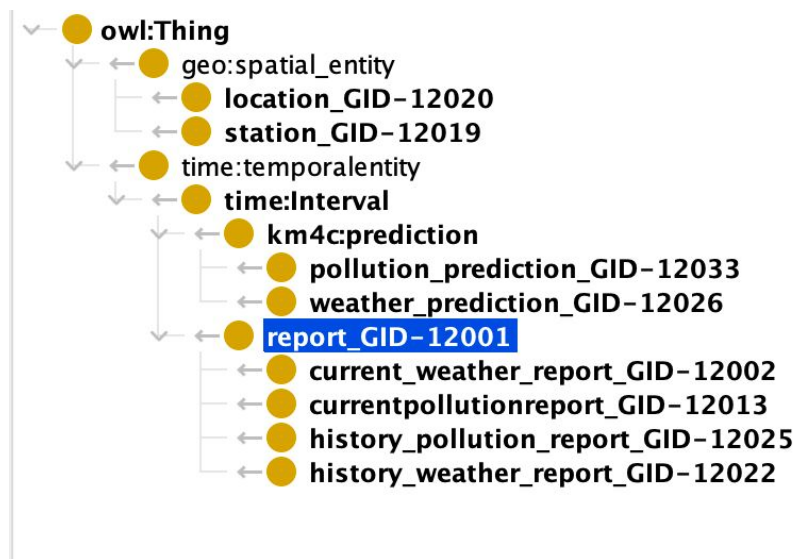 owl:Thing
geo:spatial_entity
location_GID-12020
station_GID-12019
time:temporalentity
time:Interval
km4c:prediction
pollution_prediction_GID-12033
weather_prediction_GID-12026
report_GID-12001
current_weather_report_GID-12002
currentpollutionreport_GID-12013
history_pollution_report_GID-12025
history_weather_report_GID-12022